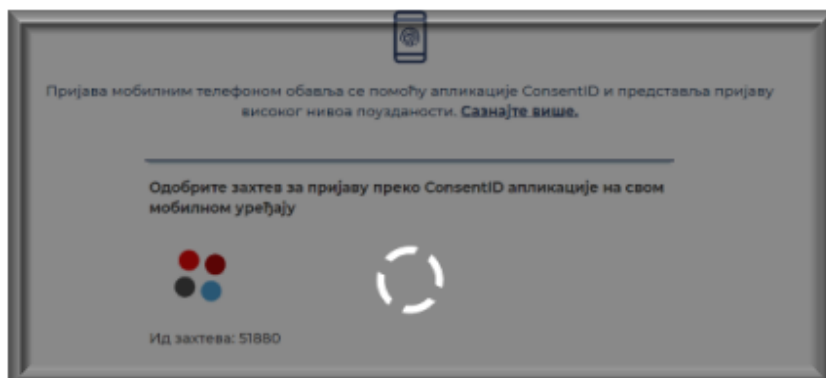 Пријава мобилним телефоном обавља се помоћу апликације ConsentID и представља пријаву
високог нивоа поузданости. Сазнајте више.
Одобрите захтев за пријаву преко ConsentID апликације на свом
мобилном уређају
Ид захтева: 51880